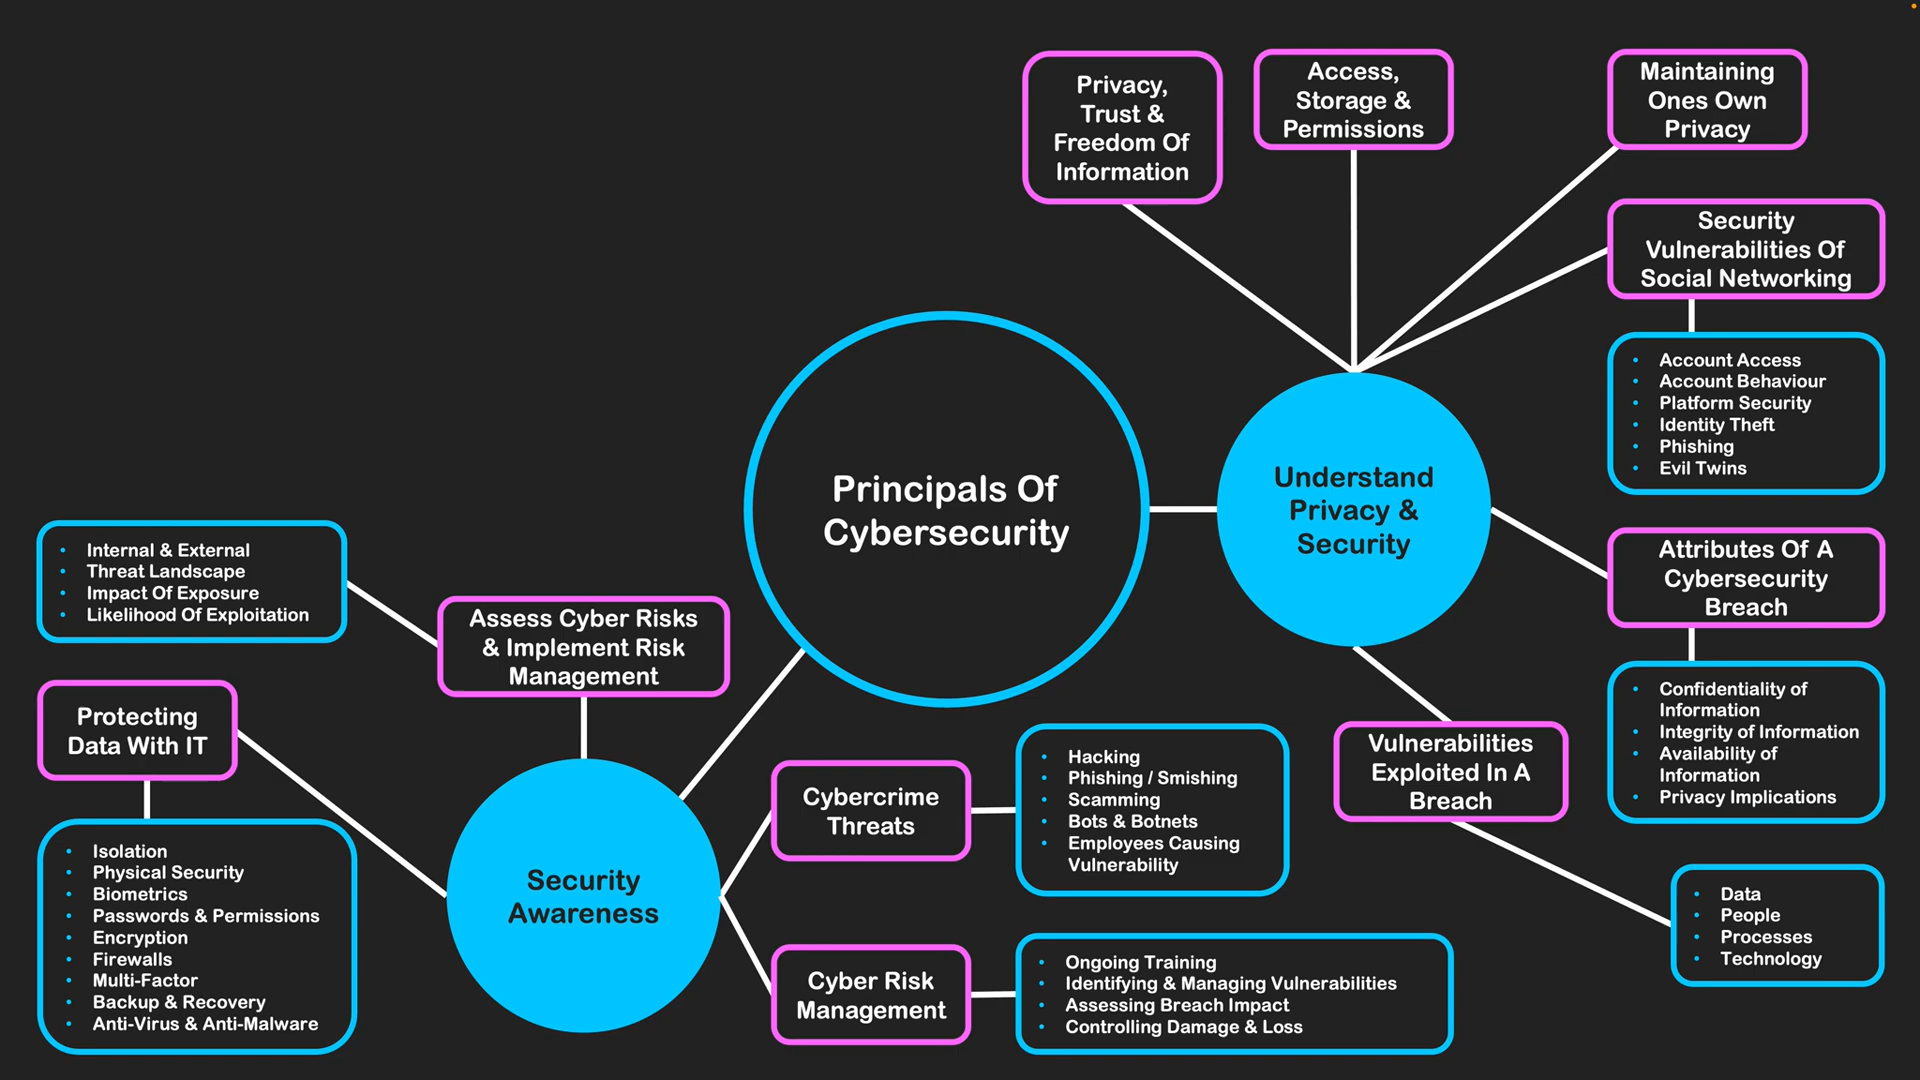 Privacy,
Trust &
Freedom Of
Information
Access,
Storage &
Permissions
Maintaining
Ones Own
Privacy
Security
Vulnerabilities Of
Social Networking
• Account Access
• Account Behaviour
• Platform Security
• Identity Theft
• Phishing
• Evil Twins
Principals Of
Cybersecurity
Understand
Privacy &
Security
Attributes Of A
Cybersecurity
Breach
• Confidentiality of
Information
• Integrity of Information
• Availability of
Information
• Privacy Implications
Vulnerabilities
Exploited In A
Breach
• Data
• People
• Processes
• Technology
• Internal & External
• Threat Landscape
• Impact Of Exposure
• Likelihood Of Exploitation
Assess Cyber Risks
& Implement Risk
Management
Protecting
Data With IT
• Isolation
• Physical Security
• Biometrics
• Passwords & Permissions
• Encryption
• Firewalls
• Multi-Factor
• Backup & Recovery
• Anti-Virus & Anti-Malware
Security
Awareness
Cybercrime
Threats
• Hacking
• Phishing / Smishing
• Scamming
• Bots & Botnets
• Employees Causing
Vulnerability
Cyber Risk
Management
• Ongoing Training
• Identifying & Managing Vulnerabilities
• Assessing Breach Impact
• Controlling Damage & Loss